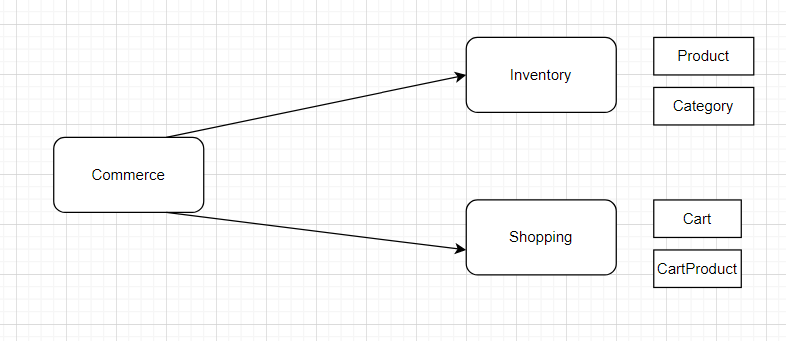 Inventory
Product
Category
Commerce
Shopping
Cart
CartProduct